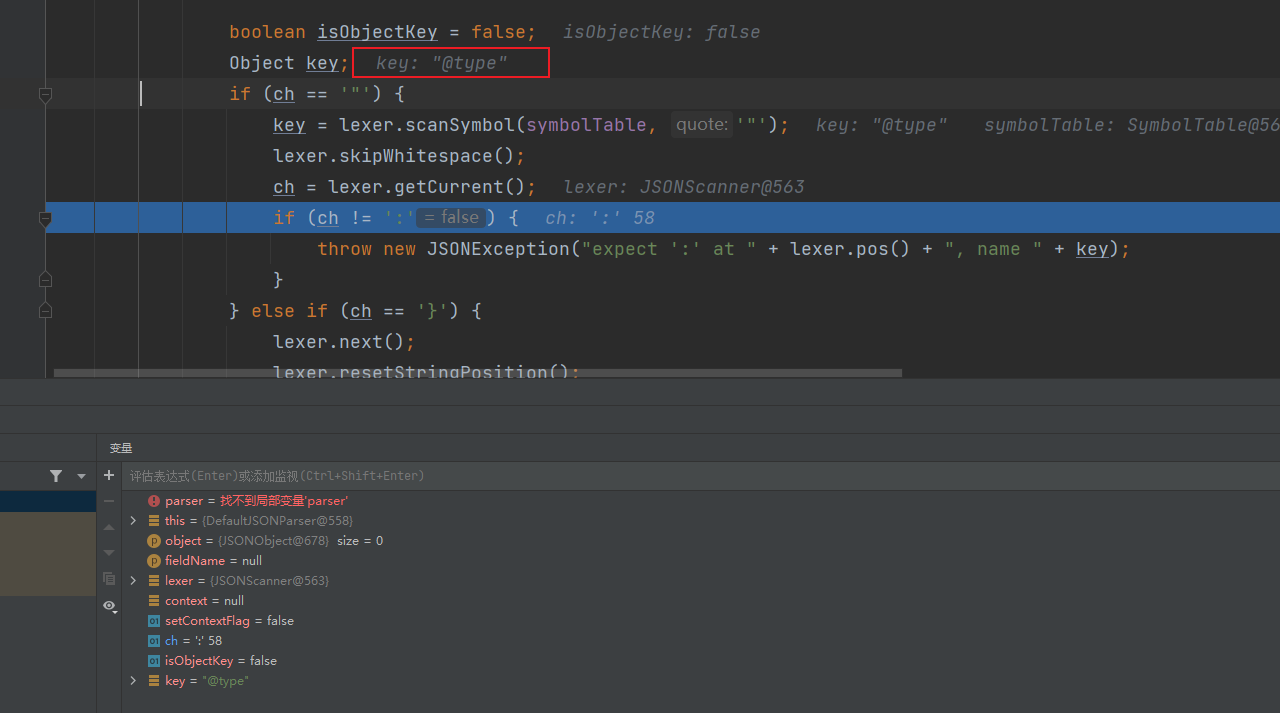 boolean isObjectKey = false; isObjectKey: false
Object key; key: "@type"
if (ch == '"') {
key = lexer.scanSymbol(symbolTable, quote: '"'); key: "@type" symbolTable: SymbolTable@56
lexer.skipWhitespace();
ch = lexer.getCurrent(); lexer: JSONScanner@563
if (ch != ':' = false ) { ch: ':' 58
throw new JSONException("expect ':' at " + lexer.pos() + ", name " + key);
}
} else if (ch == '}') {
lexer.next();
lexer.resetStringPosition();
变量
评估表达式(Enter)或添加监视(Ctrl+Shift+Enter)
parser = 找不到局部变量'parser'
this = {DefaultJSONParser@558}
object = {JSONObject@678} size = 0
fieldName = null
lexer = {JSONScanner@563}
context = null
setContextFlag = false
ch = ':' 58
isObjectKey = false
key = "@type"